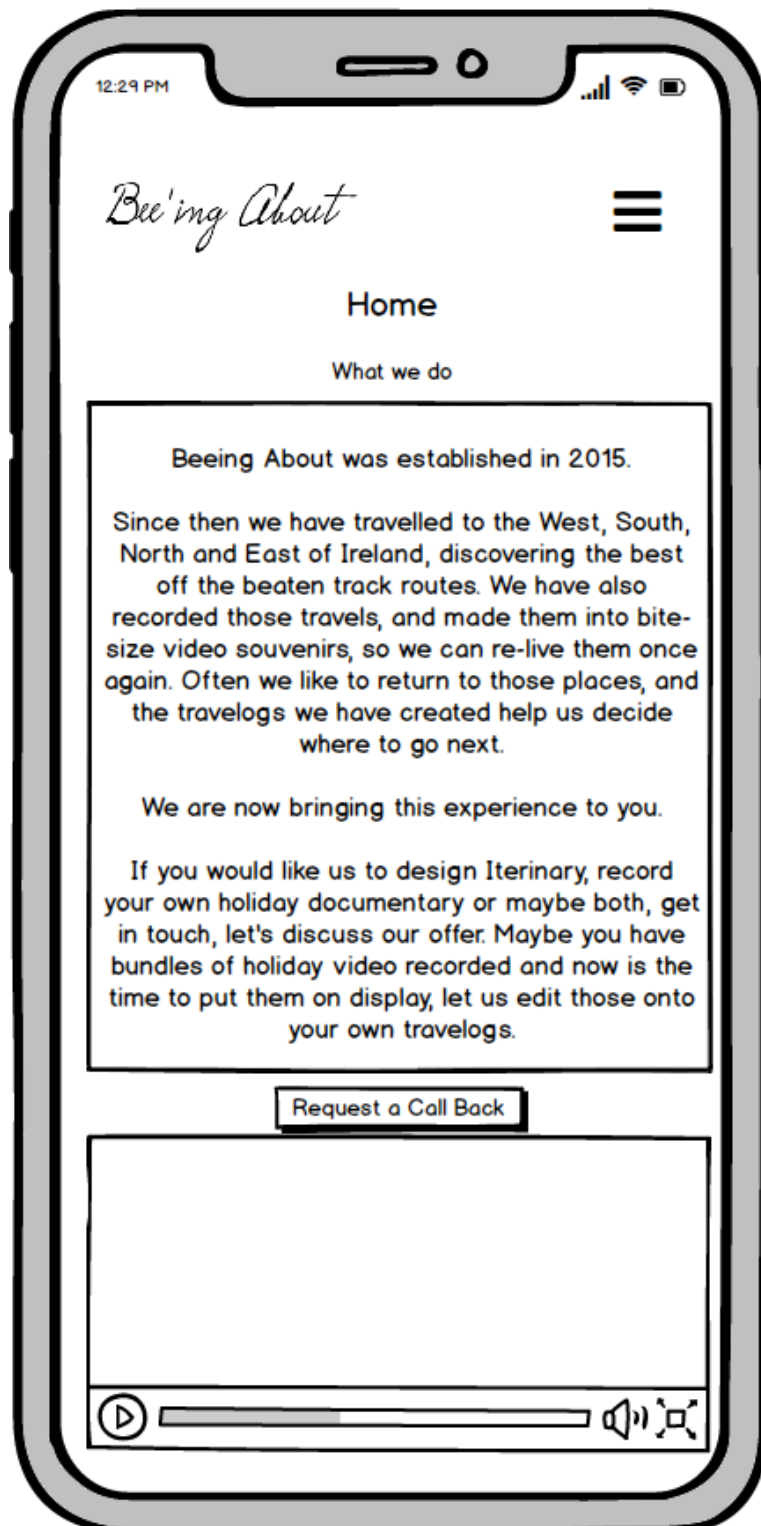 12:29 PM
Bee'ing About
Home
What we do
Beeing About was established in 2015.
Since then we have travelled to the West, South,
North and East of Ireland, discovering the best
off the beaten track routes. We have also
recorded those travels, and made them into bite-
size video souvenirs, so we can re-live them once
again. Often we like to return to those places, and
the travelogs we have created help us decide
where to go next.
We are now bringing this experience to you.
If you would like us to design Iterinary, record
your own holiday documentary or maybe both, get
in touch, let's discuss our offer. Maybe you have
bundles of holiday video recorded and now is the
time to put them on display, let us edit those onto
your own travelogs.
Request a Call Back